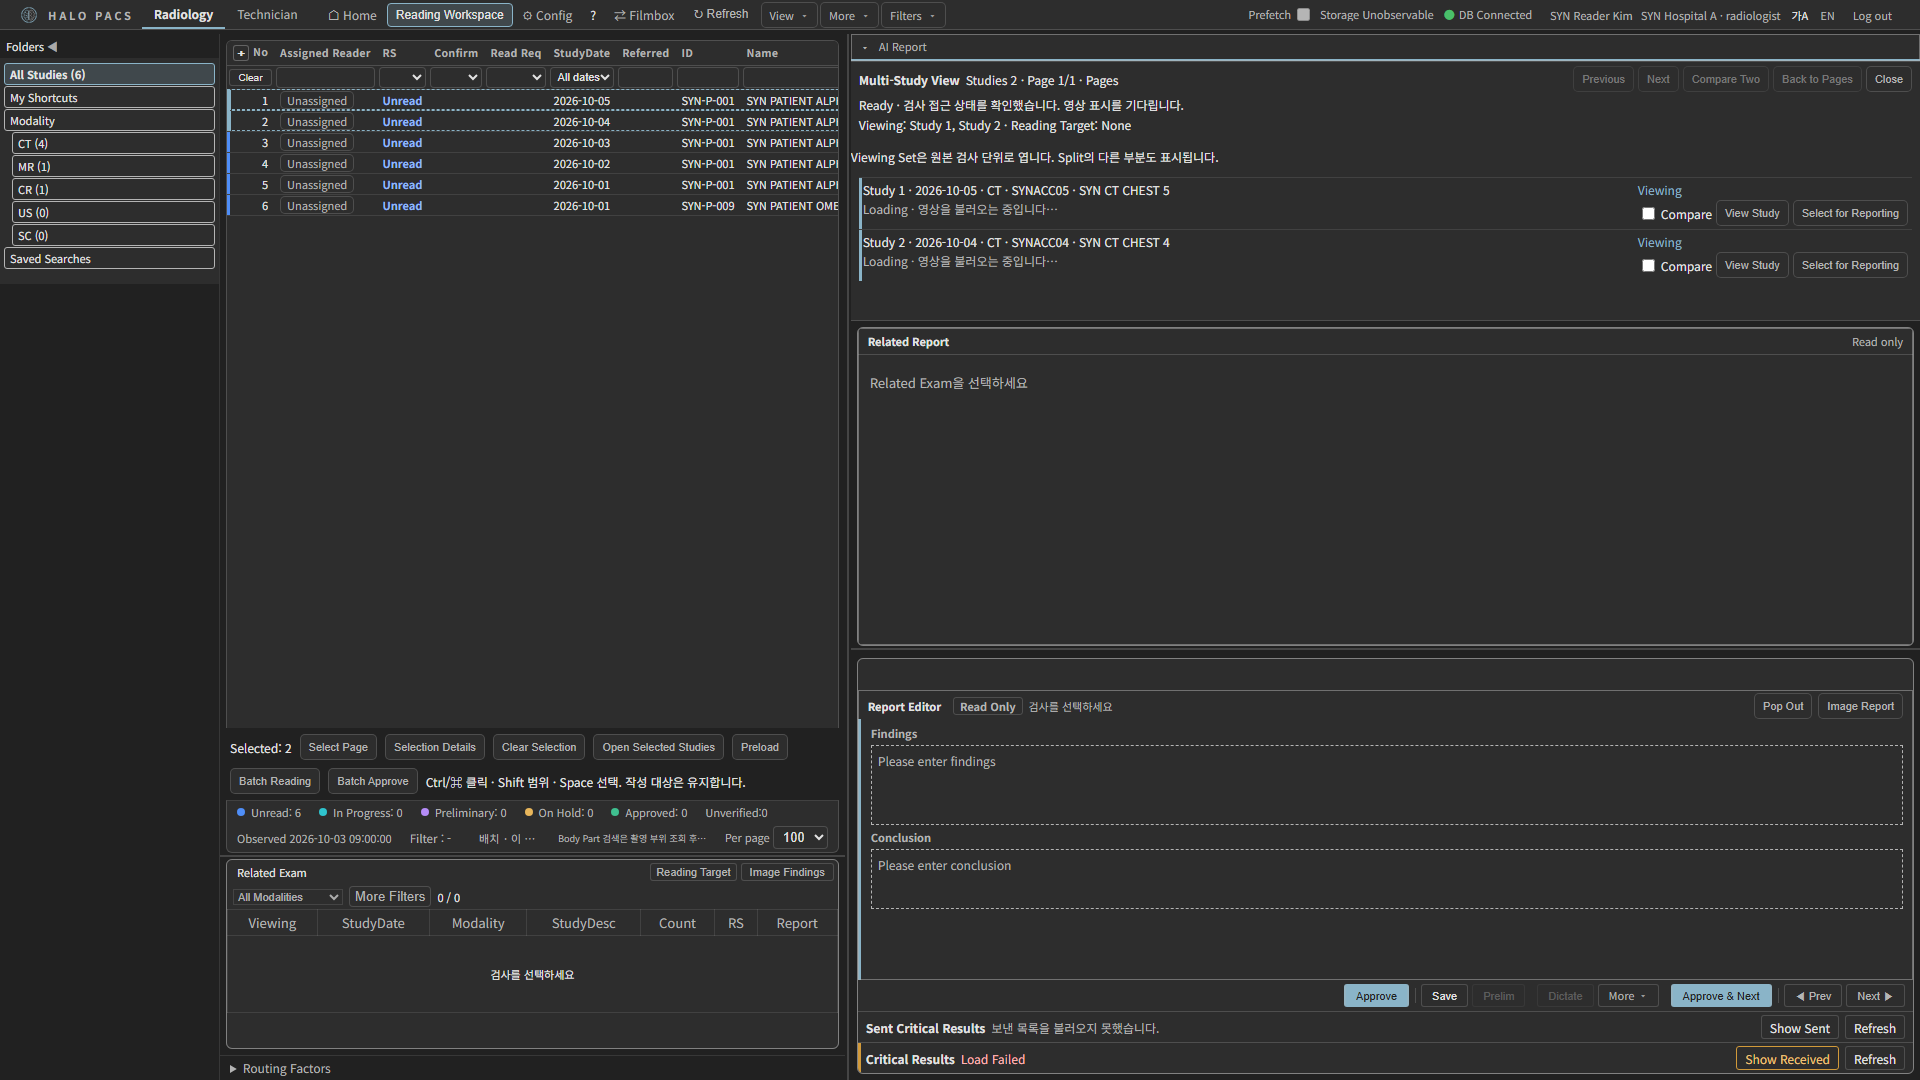 HALO PACS Radiology Technician Home Reading Workspace Config ? Filmbox Refresh View More Filters Prefetch Storage Unobservable DB Connected SYN Reader Kim SYN Hospital A · radiologist 가A EN Log out
Folders ◀
All Studies (6)
My Shortcuts
Modality
CT (4)
MR (1)
CR (1)
US (0)
SC (0)
Saved Searches
+ No Assigned Reader RS Confirm Read Req StudyDate Referred ID Name
Clear All dates
1 Unassigned Unread 2026-10-05 SYN-P-001 SYN PATIENT ALP
2 Unassigned Unread 2026-10-04 SYN-P-001 SYN PATIENT ALP
3 Unassigned Unread 2026-10-03 SYN-P-001 SYN PATIENT ALP
4 Unassigned Unread 2026-10-02 SYN-P-001 SYN PATIENT ALP
5 Unassigned Unread 2026-10-01 SYN-P-001 SYN PATIENT ALP
6 Unassigned Unread 2026-10-01 SYN-P-009 SYN PATIENT OME
Selected: 2 Select Page Selection Details Clear Selection Open Selected Studies Preload
Batch Reading Batch Approve Ctrl/⌘ 클릭 · Shift 범위 · Space 선택. 작성 대상은 유지합니다.
Unread: 6 In Progress: 0 Preliminary: 0 On Hold: 0 Approved: 0 Unverified:0
Observed 2026-10-03 09:00:00 Filter : - 배치 · 이 ··· Body Part 검색은 촬영 부위 조회 후··· Per page 100
Related Exam Reading Target Image Findings
All Modalities More Filters 0 / 0
Viewing StudyDate Modality StudyDesc Count RS Report
검사를 선택하세요
▶ Routing Factors
AI Report
Multi-Study View Studies 2 · Page 1/1 · Pages Previous Next Compare Two Back to Pages Close
Ready · 검사 접근 상태를 확인했습니다. 영상 표시를 기다립니다.
Viewing: Study 1, Study 2 · Reading Target: None
Viewing Set은 원본 검사 단위로 엽니다. Split의 다른 부분도 표시됩니다.
Study 1 · 2026-10-05 · CT · SYNACC05 · SYN CT CHEST 5 Viewing
Loading · 영상을 불러오는 중입니다··· Compare View Study Select for Reporting
Study 2 · 2026-10-04 · CT · SYNACC04 · SYN CT CHEST 4 Viewing
Loading · 영상을 불러오는 중입니다··· Compare View Study Select for Reporting
Related Report Read only
Related Exam을 선택하세요
Report Editor Read Only 검사를 선택하세요 Pop Out Image Report
Findings
Please enter findings
Conclusion
Please enter conclusion
Approve Save Prelim Dictate More Approve & Next ◀ Prev Next ▶
Sent Critical Results 보낸 목록을 불러오지 못했습니다. Show Sent Refresh
Critical Results Load Failed Show Received Refresh